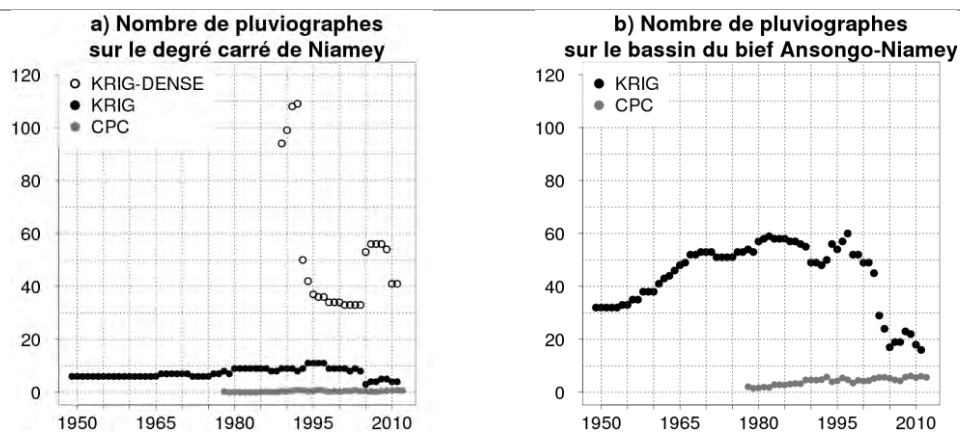 a) Nombre de pluviographes
sur le degré carré de Niamey
120
100
80
60
40
20
0
KRIG-DENSE
KRIG
CPC
1950 1965 1980 1995 2010
b) Nombre de pluviographes
sur le bassin du bief Ansongo-Niamey
120
100
80
60
40
20
0
KRIG
CPC
1950 1965 1980 1995 2010